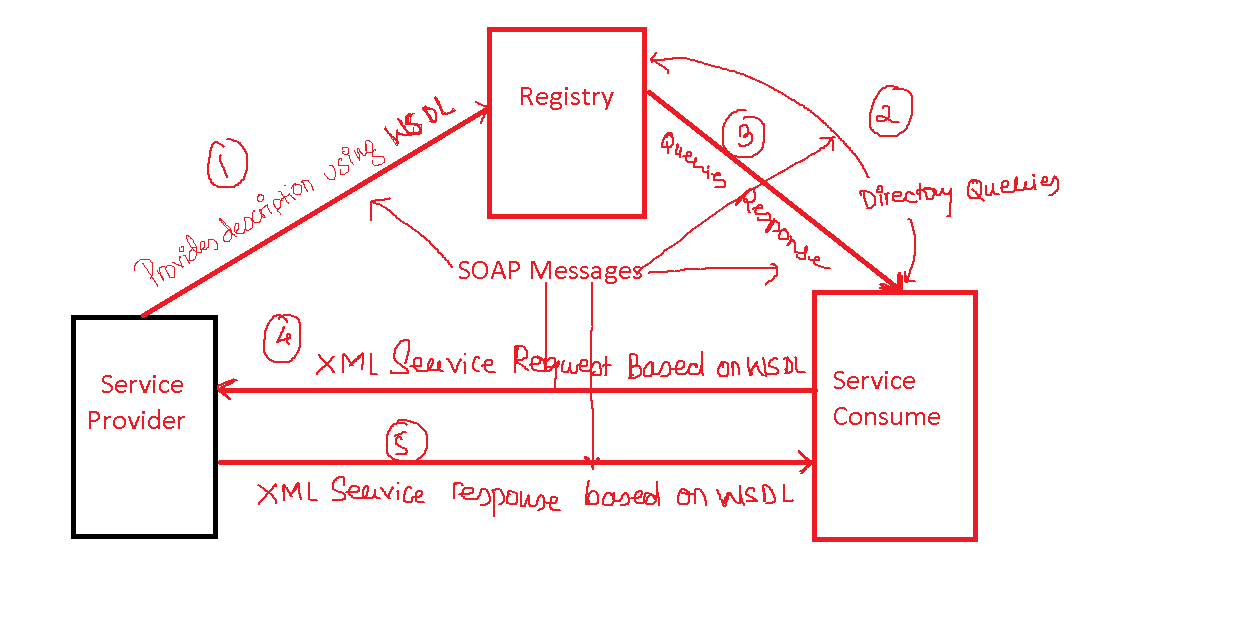 Registry
2
3
Queries
Response
Directory Queries
1
Provides description using WSDL
SOAP Messages
4
XML Service Request Based on WSDL
Service
Provider
Service
Consume
5
XML Service response based on WSDL